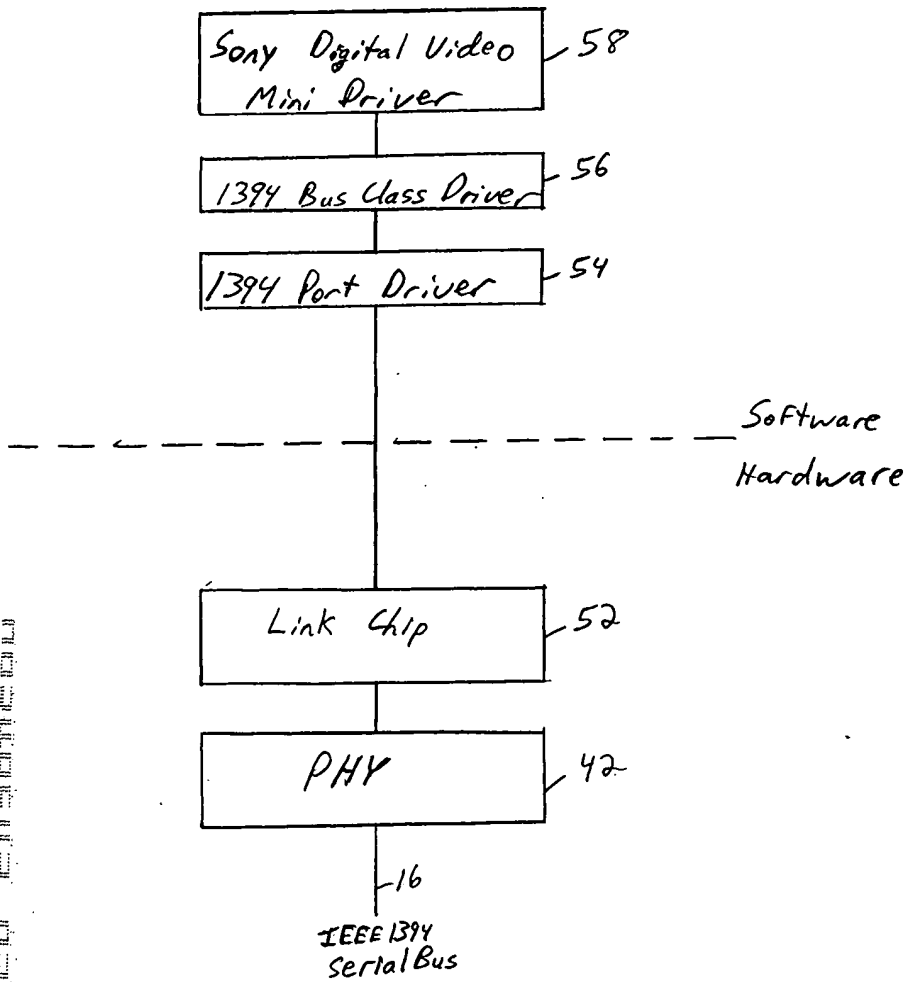 Sony Digital Video
Mini Driver
58
1394 Bus Class Driver
56
1394 Port Driver
54
Software
Hardware
Link Chip
52
PHY
42
16
IEEE 1394
Serial Bus